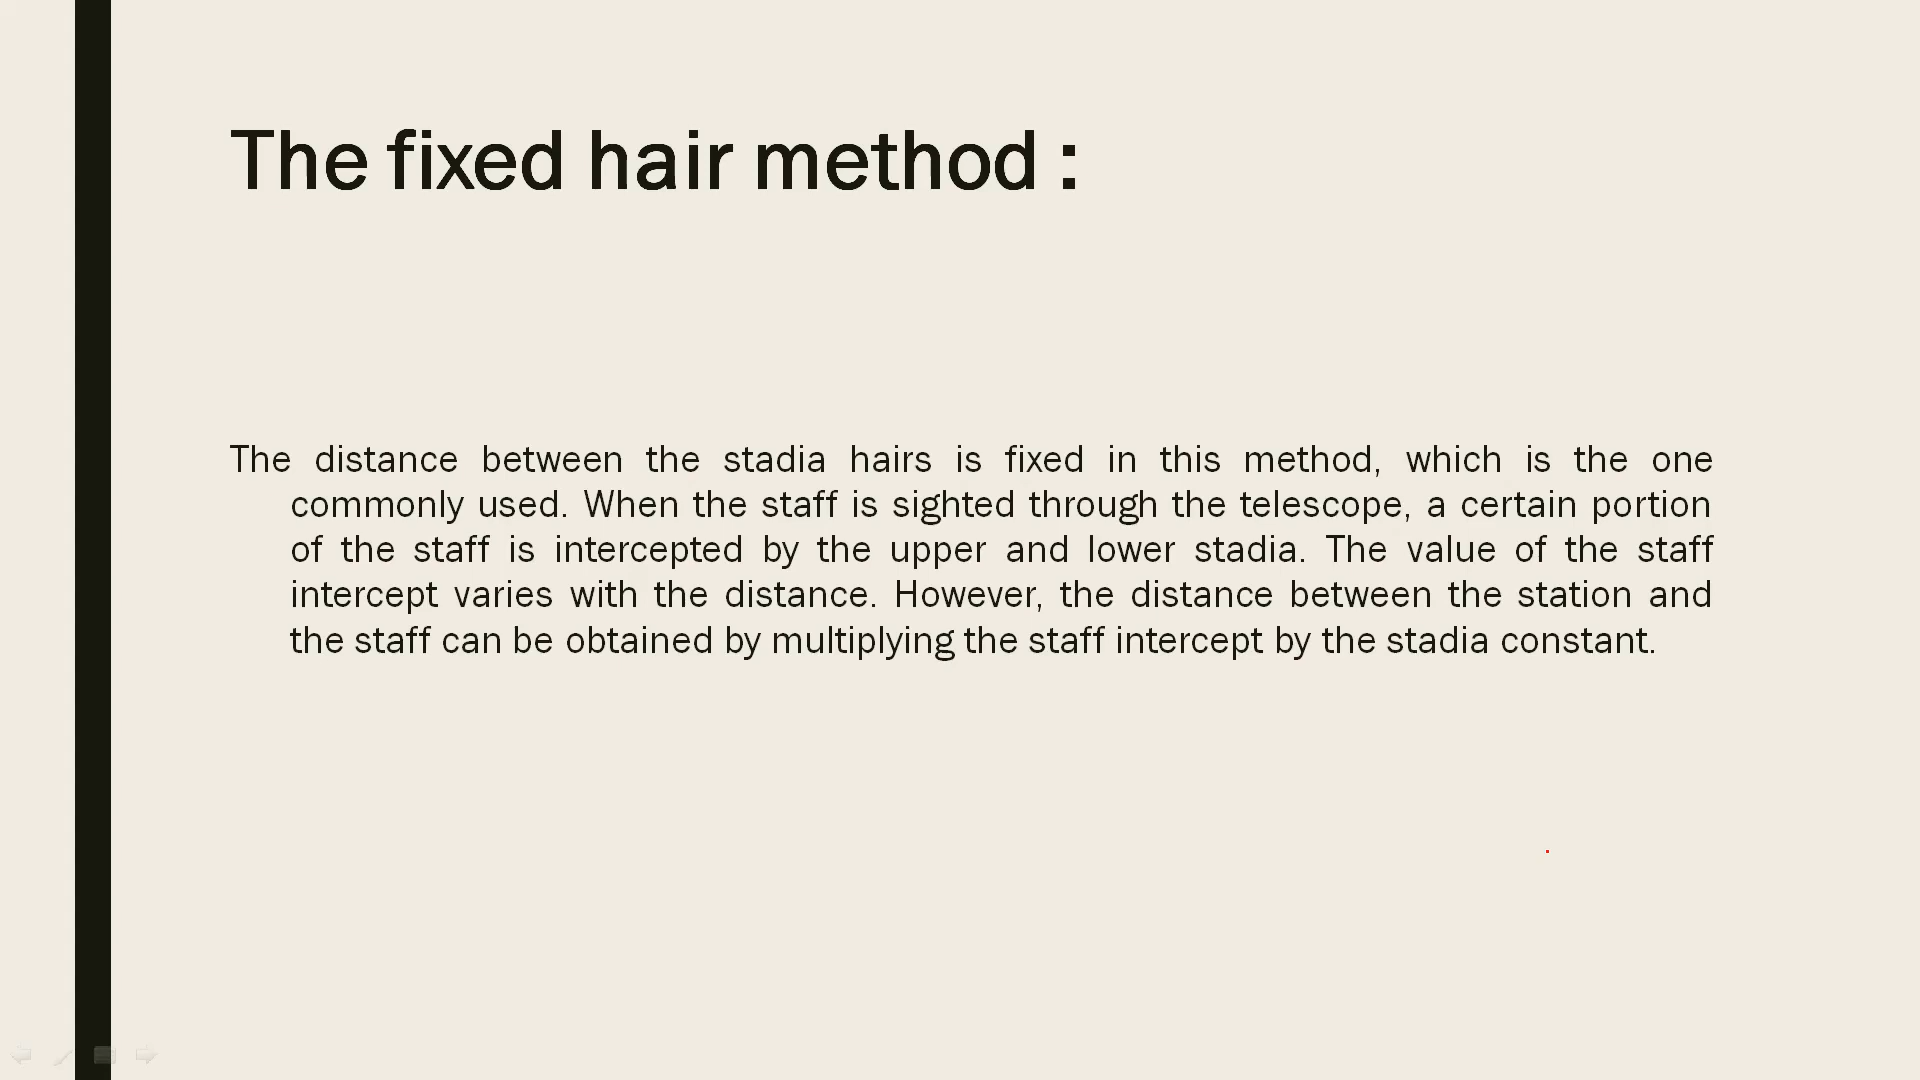 The fixed hair method :
The distance between the stadia hairs is fixed in this method, which is the one
commonly used. When the staff is sighted through the telescope, a certain portion
of the staff is intercepted by the upper and lower stadia. The value of the staff
intercept varies with the distance. However, the distance between the station and
the staff can be obtained by multiplying the staff intercept by the stadia constant.